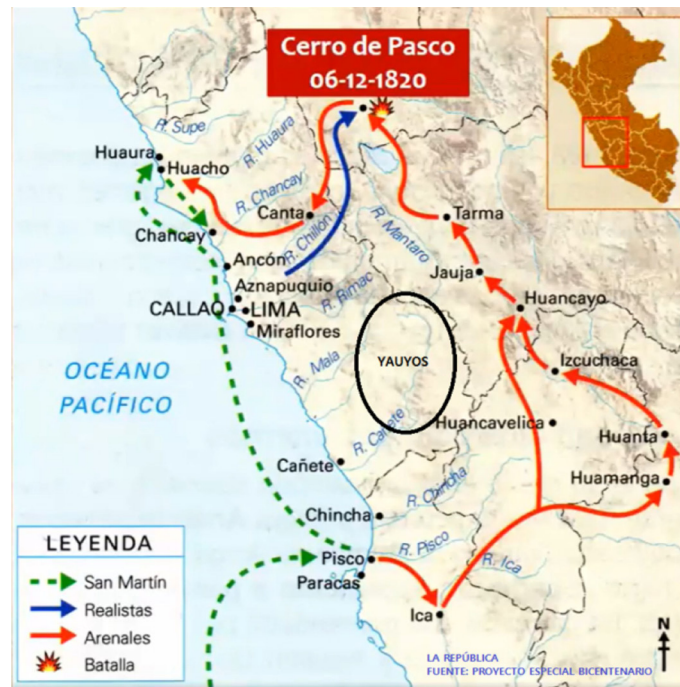 Cerro de Pasco
06-12-1820
R. Supe
R. Huaura
Huaura
Huacho
R. Chancay
Canta
Chancay
R. Chillón
R. Mantaro
Tarma
Ancón
Aznapuquio
R. Rímac
Jauja
CALLAO
LIMA
Miraflores
Huancayo
YAUYOS
R. Mala
Izcuchaca
OCÉANO
PACÍFICO
R. Cañete
Huancavelica
Huanta
Cañete
Huamanga
R. Chincha
Chincha
LEYENDA
San Martín
Realistas
Arenales
Batalla
Pisco
R. Pisco
R. Ica
Paracas
Ica
N
LA REPÚBLICA
FUENTE: PROYECTO ESPECIAL BICENTENARIO